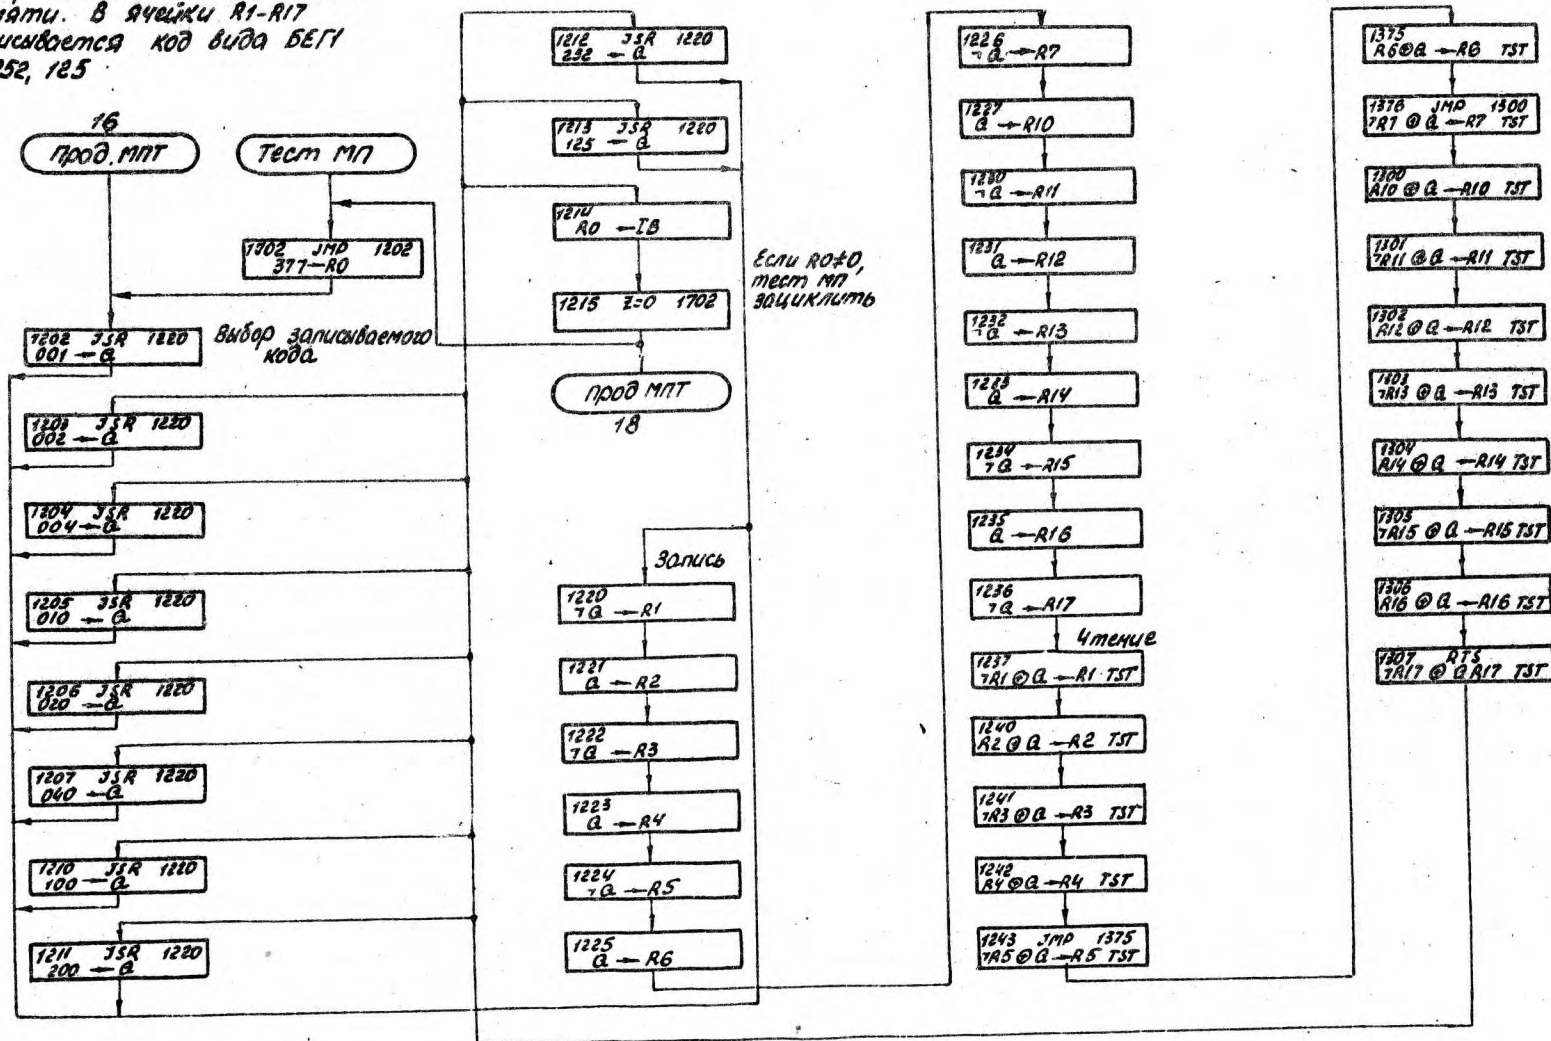 яти. В ячейки R1-R17
исывается код вида БЕГ1
252, 125
16
Прод. МПТ
Тест МП
1702 JMP 1202
377→R0
1202 JSR 1220
001→Q
Выбор записываемого
кода
1203 JSR 1220
002→Q
1204 JSR 1220
004→Q
1205 JSR 1220
010→Q
1206 JSR 1220
020→Q
1207 JSR 1220
040→Q
1210 JSR 1220
100→Q
1211 JSR 1220
200→Q
1212 JSR 1220
252→Q
1213 JSR 1220
125→Q
1214
R0→IB
1215 Z=0 1702
Если R0≠0,
тест МП
зациклить
прод МПТ
18
Запись
1220
¬Q→R1
1221
Q→R2
1222
¬Q→R3
1223
Q→R4
1224
¬Q→R5
1225
Q→R6
1226
¬Q→R7
1227
Q→R10
1230
¬Q→R11
1231
Q→R12
1232
¬Q→R13
1233
Q→R14
1234
¬Q→R15
1235
Q→R16
1236
¬Q→R17
Чтение
1237
¬R1⊕Q→R1 TST
1240
R2⊕Q→R2 TST
1241
¬R3⊕Q→R3 TST
1242
R4⊕Q→R4 TST
1243 JMP 1375
¬R5⊕Q→R5 TST
1375
R6⊕Q→R6 TST
1376 JMP 1300
¬R7⊕Q→R7 TST
1300
R10⊕Q→R10 TST
1301
¬R11⊕Q→R11 TST
1302
R12⊕Q→R12 TST
1303
¬R13⊕Q→R13 TST
1304
R14⊕Q→R14 TST
1305
¬R15⊕Q→R15 TST
1306
R16⊕Q→R16 TST
1307 RTS
¬R17⊕Q R17 TST